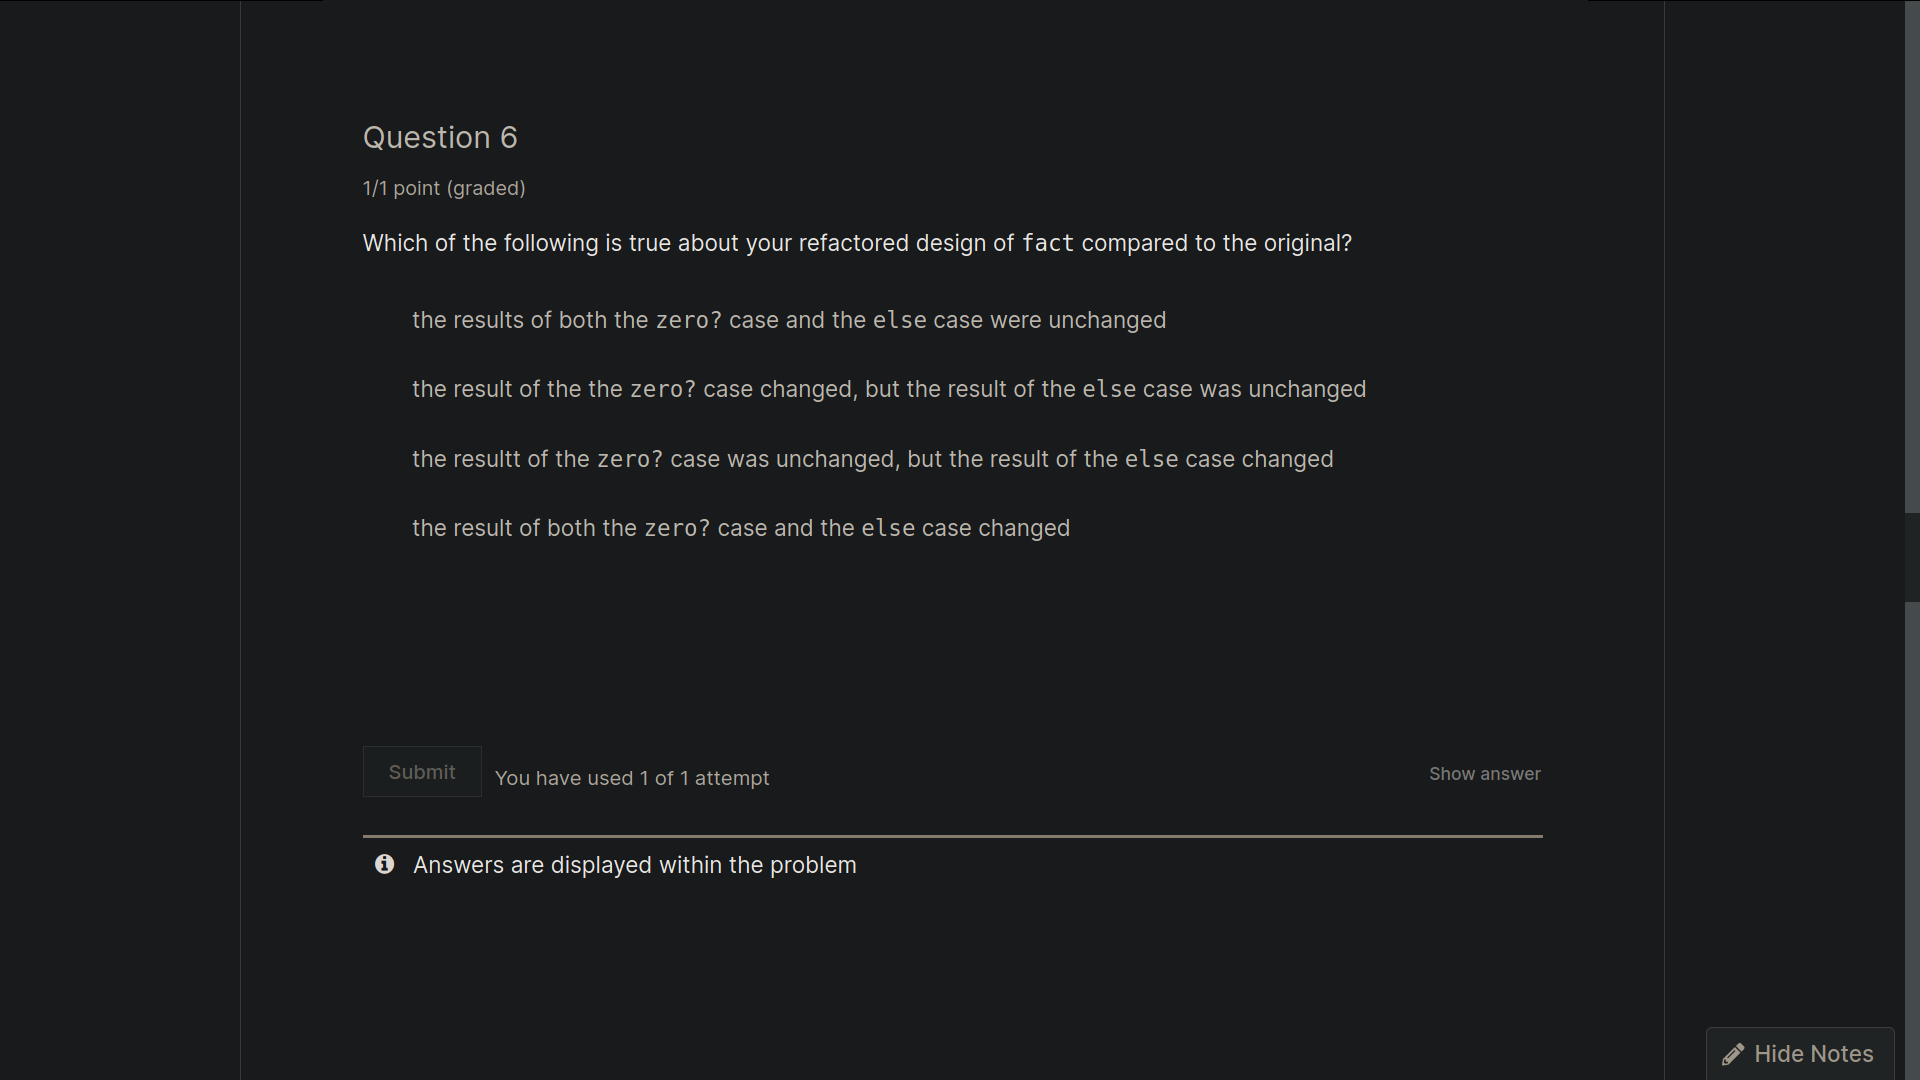 Question 6
1/1 point (graded)
Which of the following is true about your refactored design of fact compared to the original?
the results of both the zero? case and the else case were unchanged
the result of the the zero? case changed, but the result of the else case was unchanged
the resultt of the zero? case was unchanged, but the result of the else case changed
the result of both the zero? case and the else case changed
Submit
You have used 1 of 1 attempt
Show answer
Answers are displayed within the problem
Hide Notes